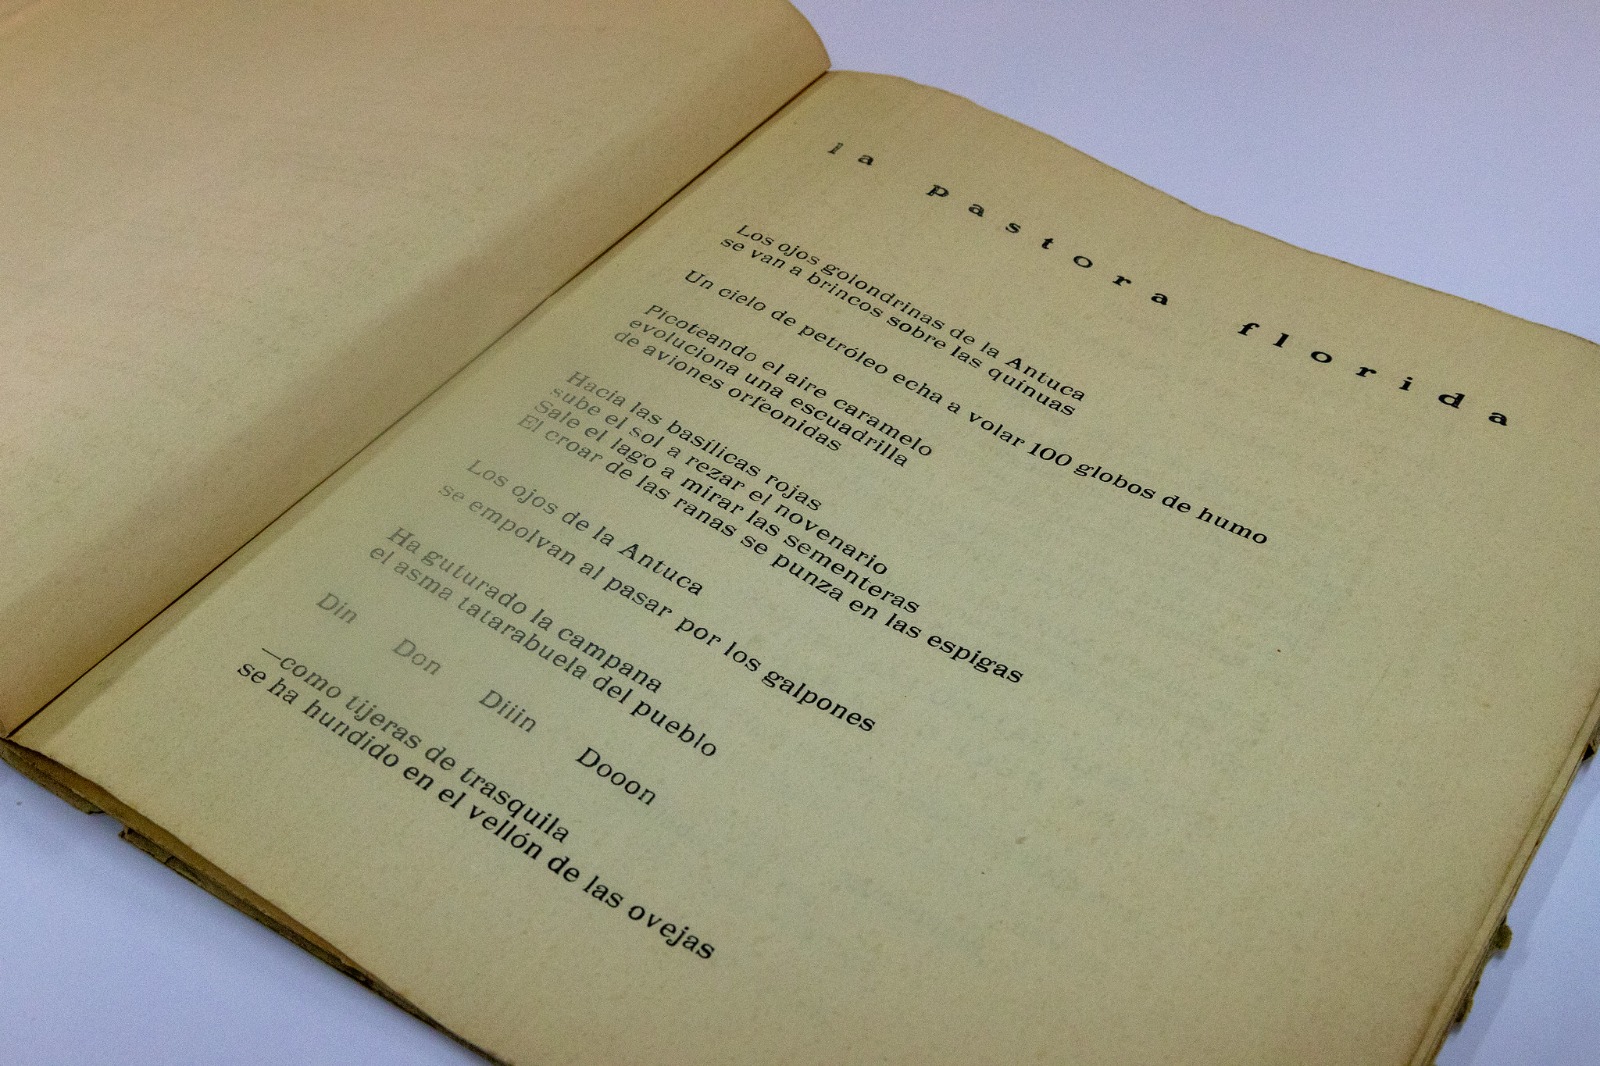 la pastora florida
Los ojos golondrinas de la Antuca
se van a brincos sobre las quinuas
Un cielo de petróleo echa a volar 100 globos de humo
Picoteando el aire caramelo
evoluciona una escuadrilla
de aviones orfeonidas
Hacia las basílicas rojas
sube el sol a rezar el novenario
Sale el lago a mirar las sementeras
El croar de las ranas se punza en las espigas
Los ojos de la Antuca
se empolvan al pasar por los galpones
Ha guturado la campana
el asma tatarabuela del pueblo
Din Don Diiin Dooon
—como tijeras de trasquila
se ha hundido en el vellón de las ovejas